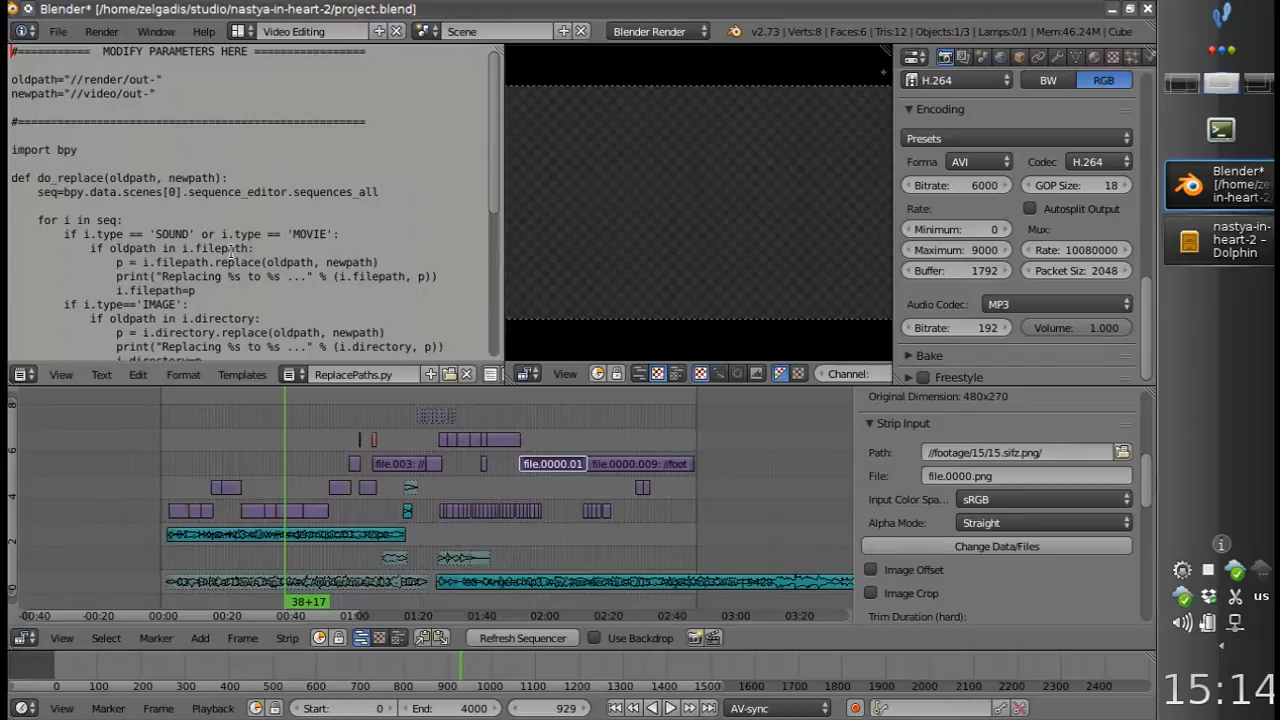 Blender* [/home/zelgadis/studio/nastya-in-heart-2/project.blend]
File Render Window Help Video Editing Scene Blender Render v2.73 | Verts:8 | Faces:6 | Tris:12 | Objects:1/3 | Lamps:0/1 | Mem:46.24M | Cube
#=========== MODIFY PARAMETERS HERE =================
oldpath="//render/out-"
newpath="//video/out-"
import bpy
def do_replace(oldpath, newpath):
seq=bpy.data.scenes[0].sequence_editor.sequences_all
for i in seq:
if i.type == 'SOUND' or i.type == 'MOVIE':
if oldpath in i.filepath:
p = i.filepath.replace(oldpath, newpath)
print("Replacing %s to %s ..." % (i.filepath, p))
i.filepath=p
if i.type=='IMAGE':
if oldpath in i.directory:
p = i.directory.replace(oldpath, newpath)
print("Replacing %s to %s ..." % (i.directory, p))
View Text Edit Format Templates ReplacePaths.py
View Channel:
H.264 BW RGB
Encoding
Presets
Forma AVI Codec: H.264
Bitrate: 6000 GOP Size: 18
Rate: Autosplit Output
Minimum: 0 Mux:
Maximum: 9000 Rate: 10080000
Buffer: 1792 Packet Siz: 2048
Audio Codec: MP3
Bitrate: 192 Volume: 1.000
Bake
Freestyle
Original Dimension: 480x270
Strip Input
Path: //footage/15/15.sifz.png/
File: file.0000.png
Input Color Spa... sRGB
Alpha Mode: Straight
Change Data/Files
Image Offset
Image Crop
Trim Duration (hard):
8
6
4
2
0
file.003: //
file.0000.01
file.0000.009: //foot
38+17
-00:40 -00:20 00:00 00:20 00:40 01:00 01:20 01:40 02:00 02:20 02:40 03:00 03:20
View Select Marker Add Frame Strip Refresh Sequencer Use Backdrop
0 100 200 300 400 500 600 700 800 900 1000 1100 1200 1300 1400 1500 1600 1700 1800 1900 2000 2100 2200 2300 2400
View Marker Frame Playback Start: 0 End: 4000 929 AV-sync
Blender*
[/home/ze
lgadis/stu
nastya-in-
heart-2 –
Dolphin
us
15:14